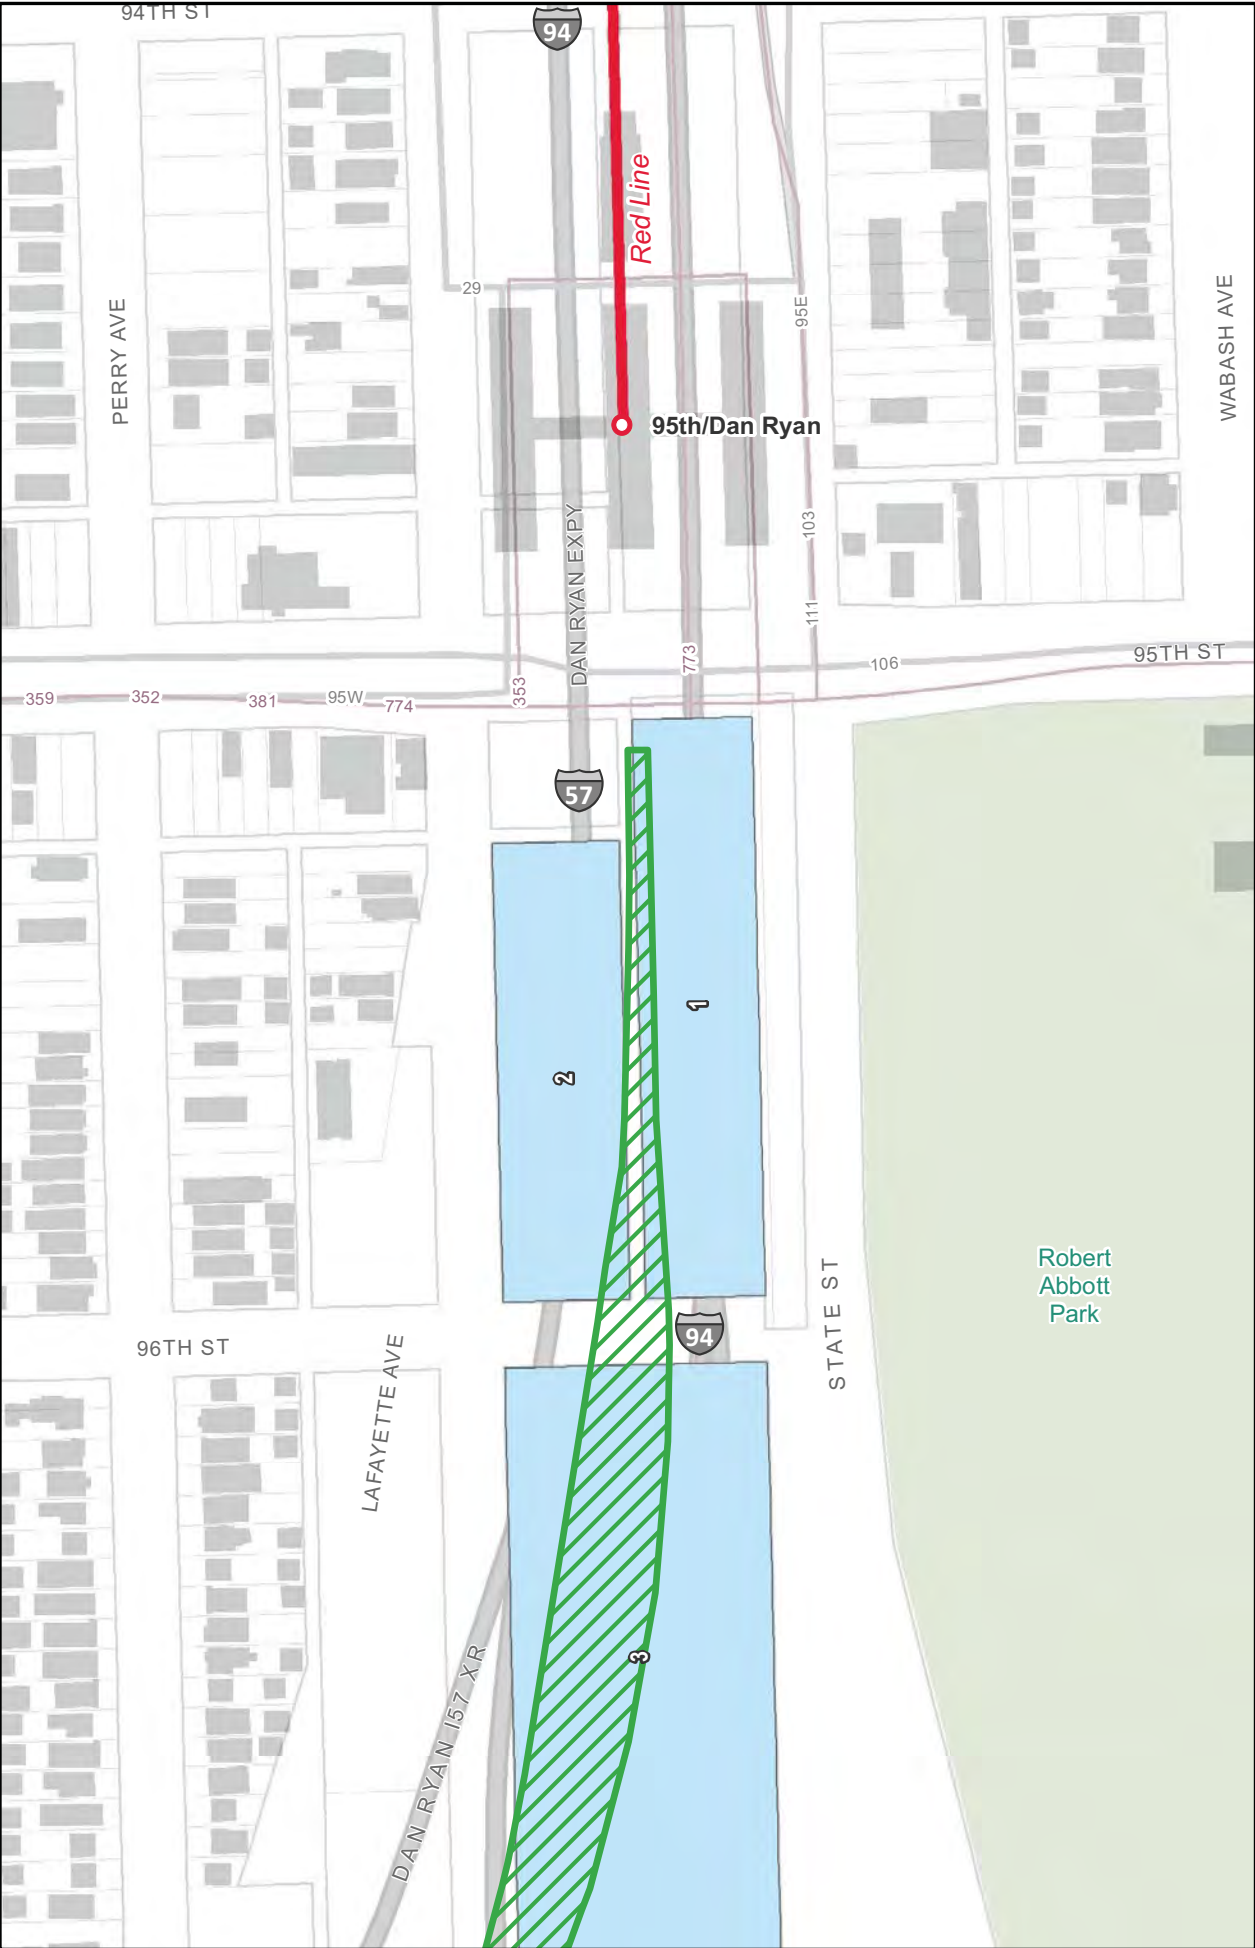 94TH ST
94
Red Line
29
95E
PERRY AVE
WABASH AVE
95th/Dan Ryan
103
DAN RYAN EXPY
111
773
106
95TH ST
359
352
381
95W
774
353
57
1
2
Robert
Abbott
Park
94
STATE ST
96TH ST
LAFAYETTE AVE
3
DAN RYAN I57 XR